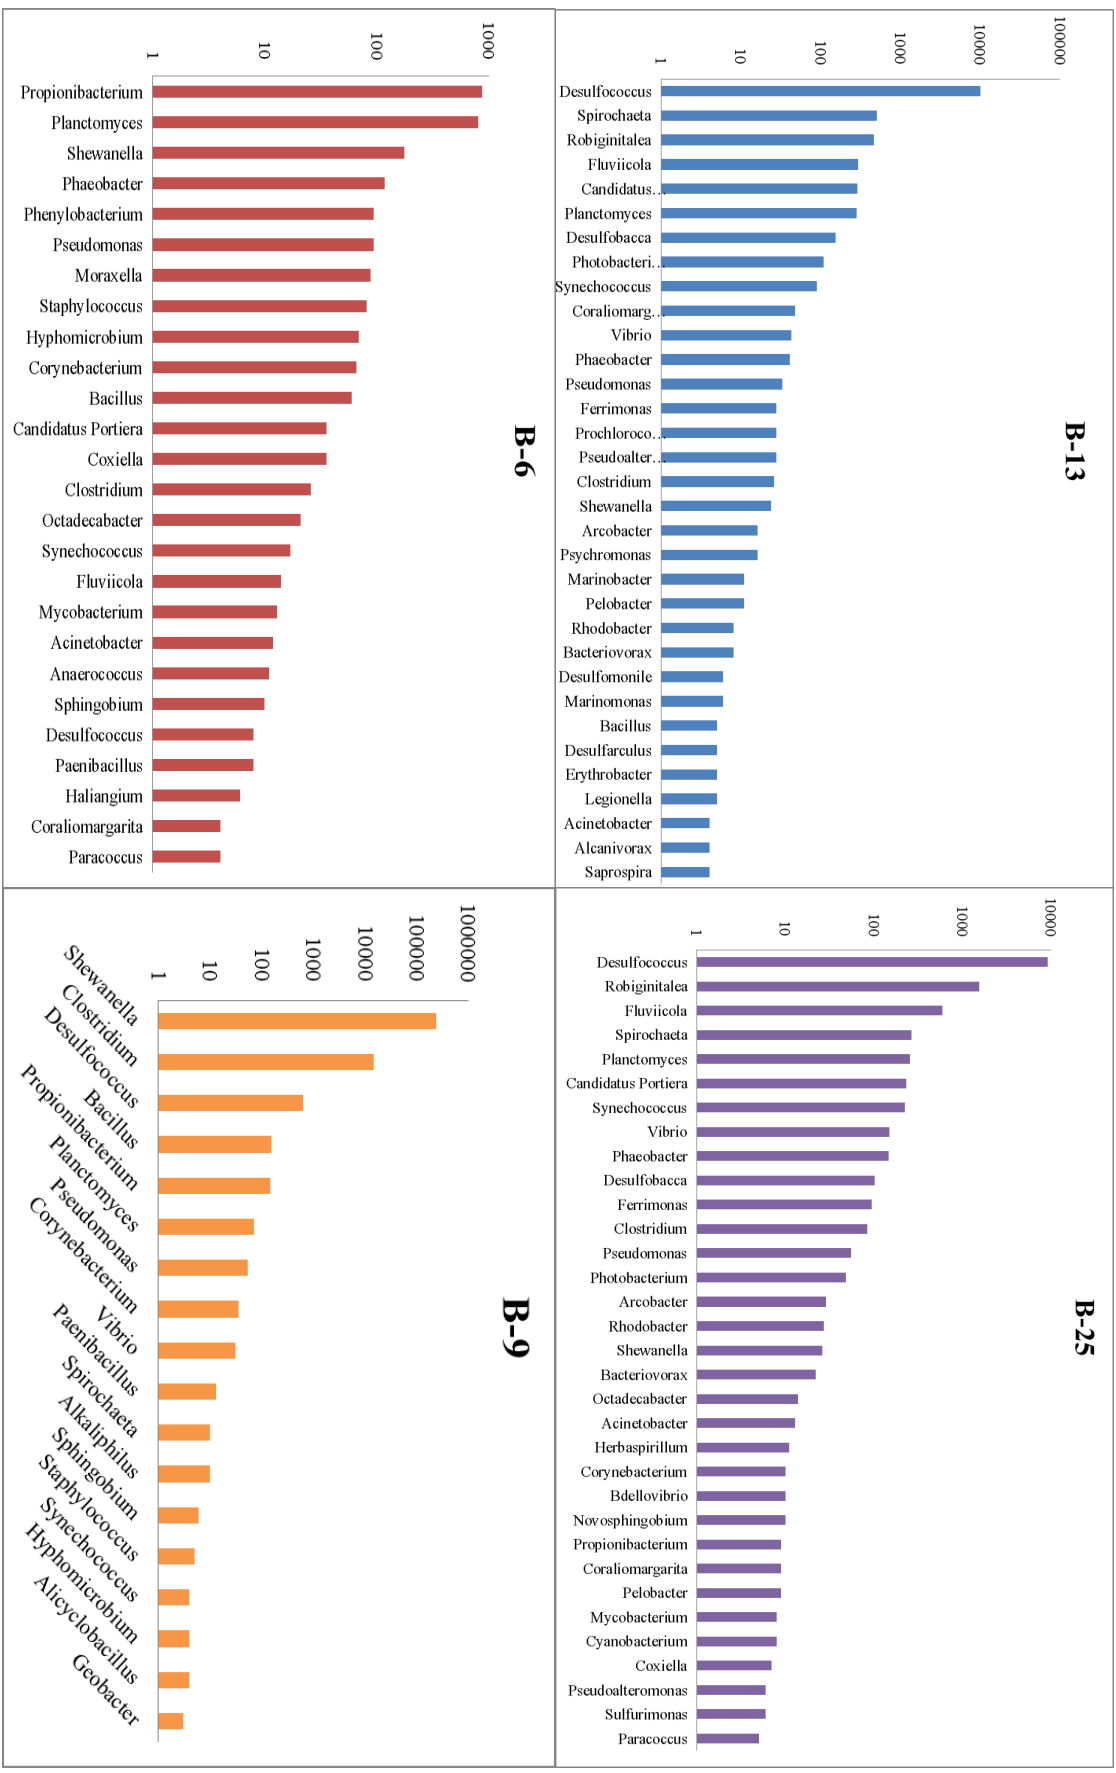 1
10
100
1000
Propionibacterium
Planctomyces
Shewanella
Phaeobacter
Phenylobacterium
Pseudomonas
Moraxella
Staphylococcus
Hyphomicrobium
Corynebacterium
Bacillus
Candidatus Portiera
Coxiella
Clostridium
Octadecabacter
Synechococcus
Fluviicola
Mycobacterium
Acinetobacter
Anaerococcus
Sphingobium
Desulfococcus
Paenibacillus
Haliangium
Coraliomargarita
Paracoccus
B-6
1
10
100
1000
10000
100000
Desulfococcus
Spirochaeta
Robiginitalea
Fluviicola
Candidatus…
Planctomyces
Desulfobacca
Photobacteri…
Synechococcus
Coraliomarg…
Vibrio
Phaeobacter
Pseudomonas
Ferrimonas
Prochloroco…
Pseudoalter…
Clostridium
Shewanella
Arcobacter
Psychromonas
Marinobacter
Pelobacter
Rhodobacter
Bacteriovorax
Desulfomonile
Marinomonas
Bacillus
Desulfarculus
Erythrobacter
Legionella
Acinetobacter
Alcanivorax
Saprospira
B-13
1
10
100
1000
10000
100000
1000000
Shewanella
Clostridium
Desulfococcus
Bacillus
Propionibacterium
Planctomyces
Pseudomonas
Corynebacterium
Vibrio
Paenibacillus
Spirochaeta
Alkaliphilus
Sphingobium
Staphylococcus
Synechococcus
Hyphomicrobium
Alicyclobacillus
Geobacter
B-9
1
10
100
1000
10000
Desulfococcus
Robiginitalea
Fluviicola
Spirochaeta
Planctomyces
Candidatus Portiera
Synechococcus
Vibrio
Phaeobacter
Desulfobacca
Ferrimonas
Clostridium
Pseudomonas
Photobacterium
Arcobacter
Rhodobacter
Shewanella
Bacteriovorax
Octadecabacter
Acinetobacter
Herbaspirillum
Corynebacterium
Bdellovibrio
Novosphingobium
Propionibacterium
Coraliomargarita
Pelobacter
Mycobacterium
Cyanobacterium
Coxiella
Pseudoalteromonas
Sulfurimonas
Paracoccus
B-25